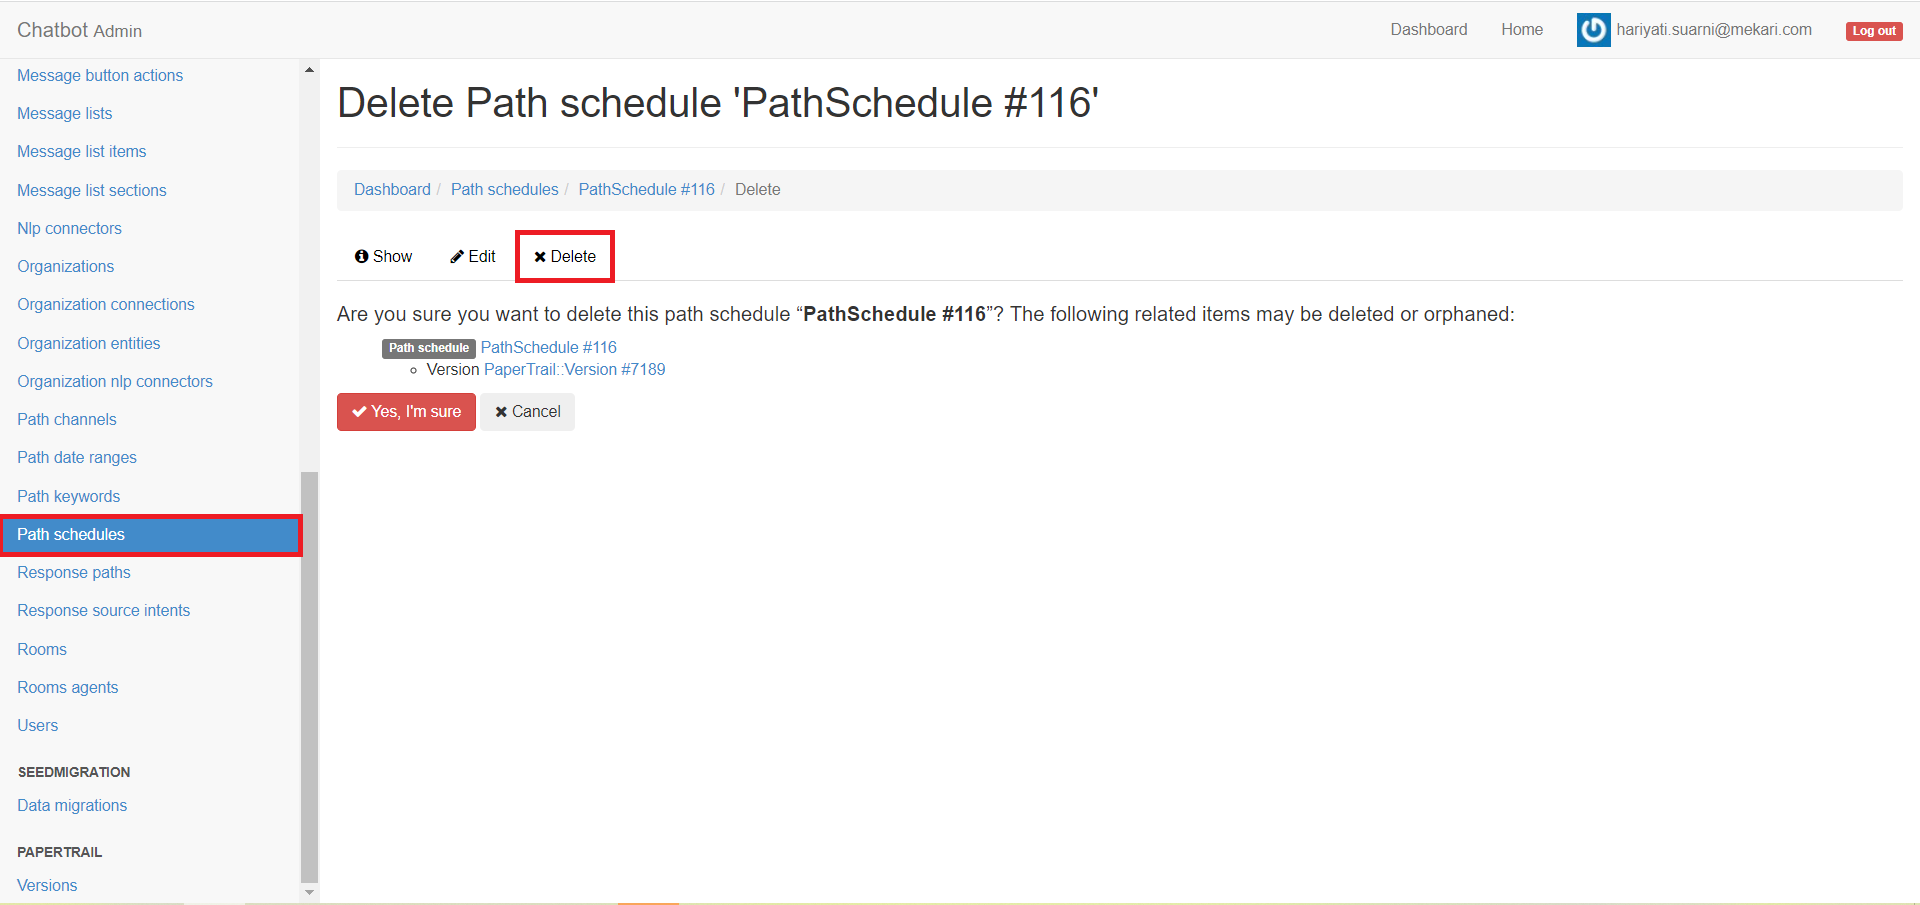 Chatbot Admin
Dashboard
Home
hariyati.suarni@mekari.com
Log out
Message button actions
Message lists
Message list items
Message list sections
Nlp connectors
Organizations
Organization connections
Organization entities
Organization nlp connectors
Path channels
Path date ranges
Path keywords
Path schedules
Response paths
Response source intents
Rooms
Rooms agents
Users
SEEDMIGRATION
Data migrations
PAPERTRAIL
Versions
Delete Path schedule 'PathSchedule #116'
Dashboard / Path schedules / PathSchedule #116 / Delete
Show
Edit
Delete
Are you sure you want to delete this path schedule “PathSchedule #116”? The following related items may be deleted or orphaned:
Path schedule PathSchedule #116
Version PaperTrail::Version #7189
Yes, I'm sure
Cancel